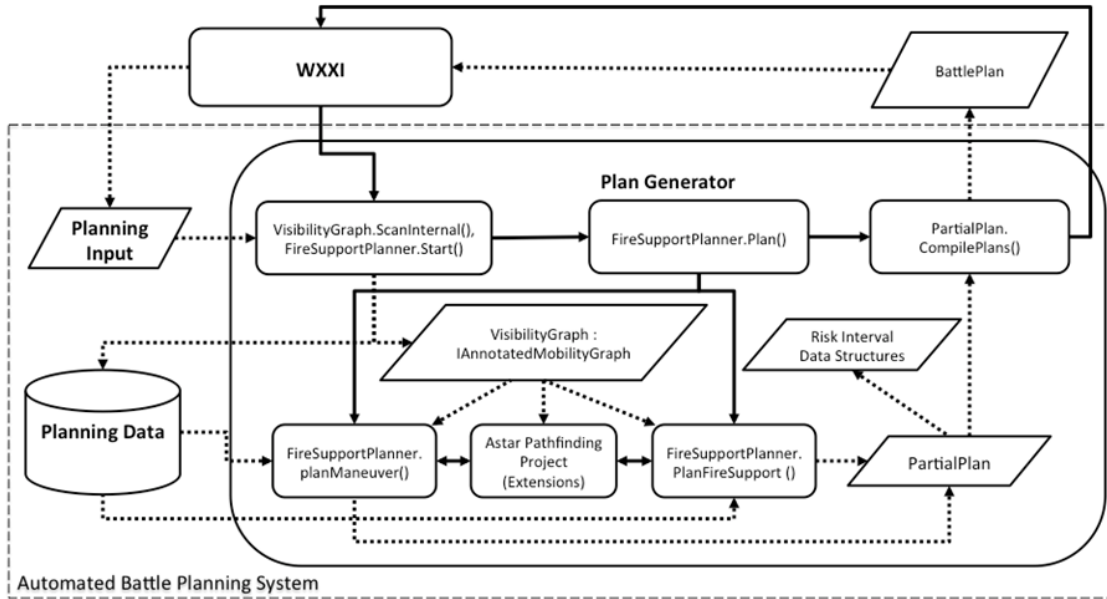 WXXI
BattlePlan
Plan Generator
Planning
Input
VisibilityGraph.ScanInternal(),
FireSupportPlanner.Start()
FireSupportPlanner.Plan()
PartialPlan.
CompilePlans()
VisibilityGraph :
IAnnotatedMobilityGraph
Risk Interval
Data Structures
Planning Data
FireSupportPlanner.
planManeuver()
Astar Pathfinding
Project
(Extensions)
FireSupportPlanner.
PlanFireSupport ()
PartialPlan
Automated Battle Planning System